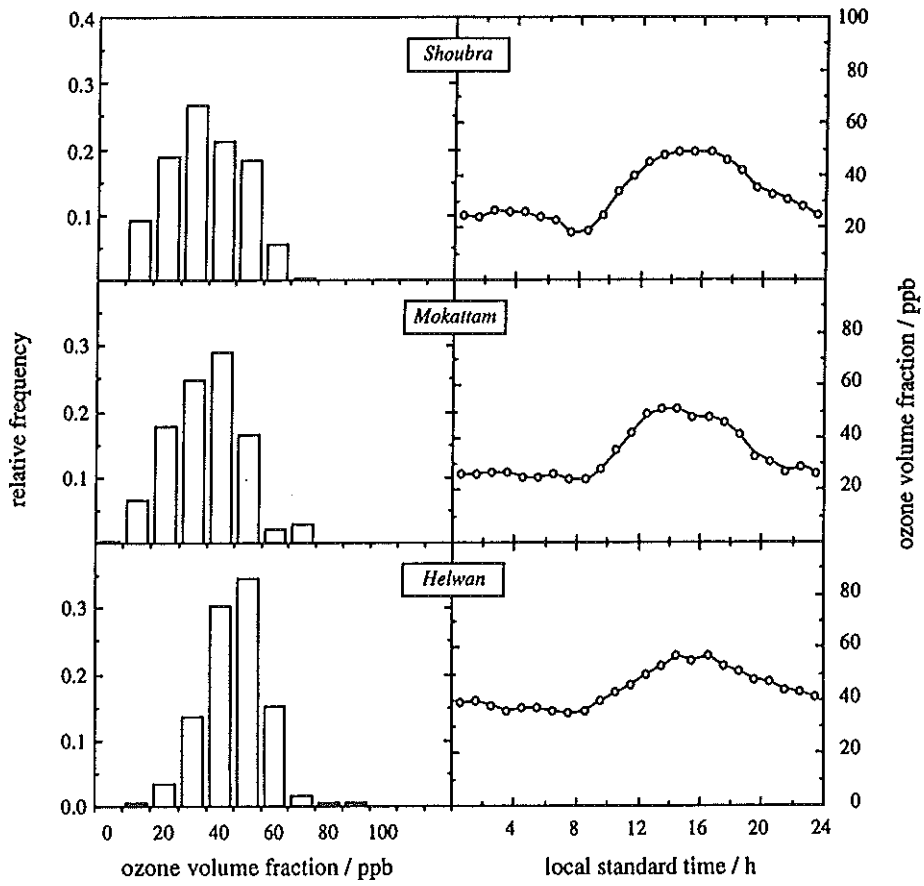 0.4
0.3
0.2
0.1
Shoubra
100
80
60
40
20
relative frequency
0.3
0.2
0.1
Mokattam
80
60
40
20
ozone volume fraction / ppb
0.3
0.2
0.1
0.0
Helwan
80
60
40
20
0
0 20 40 60 80 100
4 8 12 16 20 24
ozone volume fraction / ppb
local standard time / h